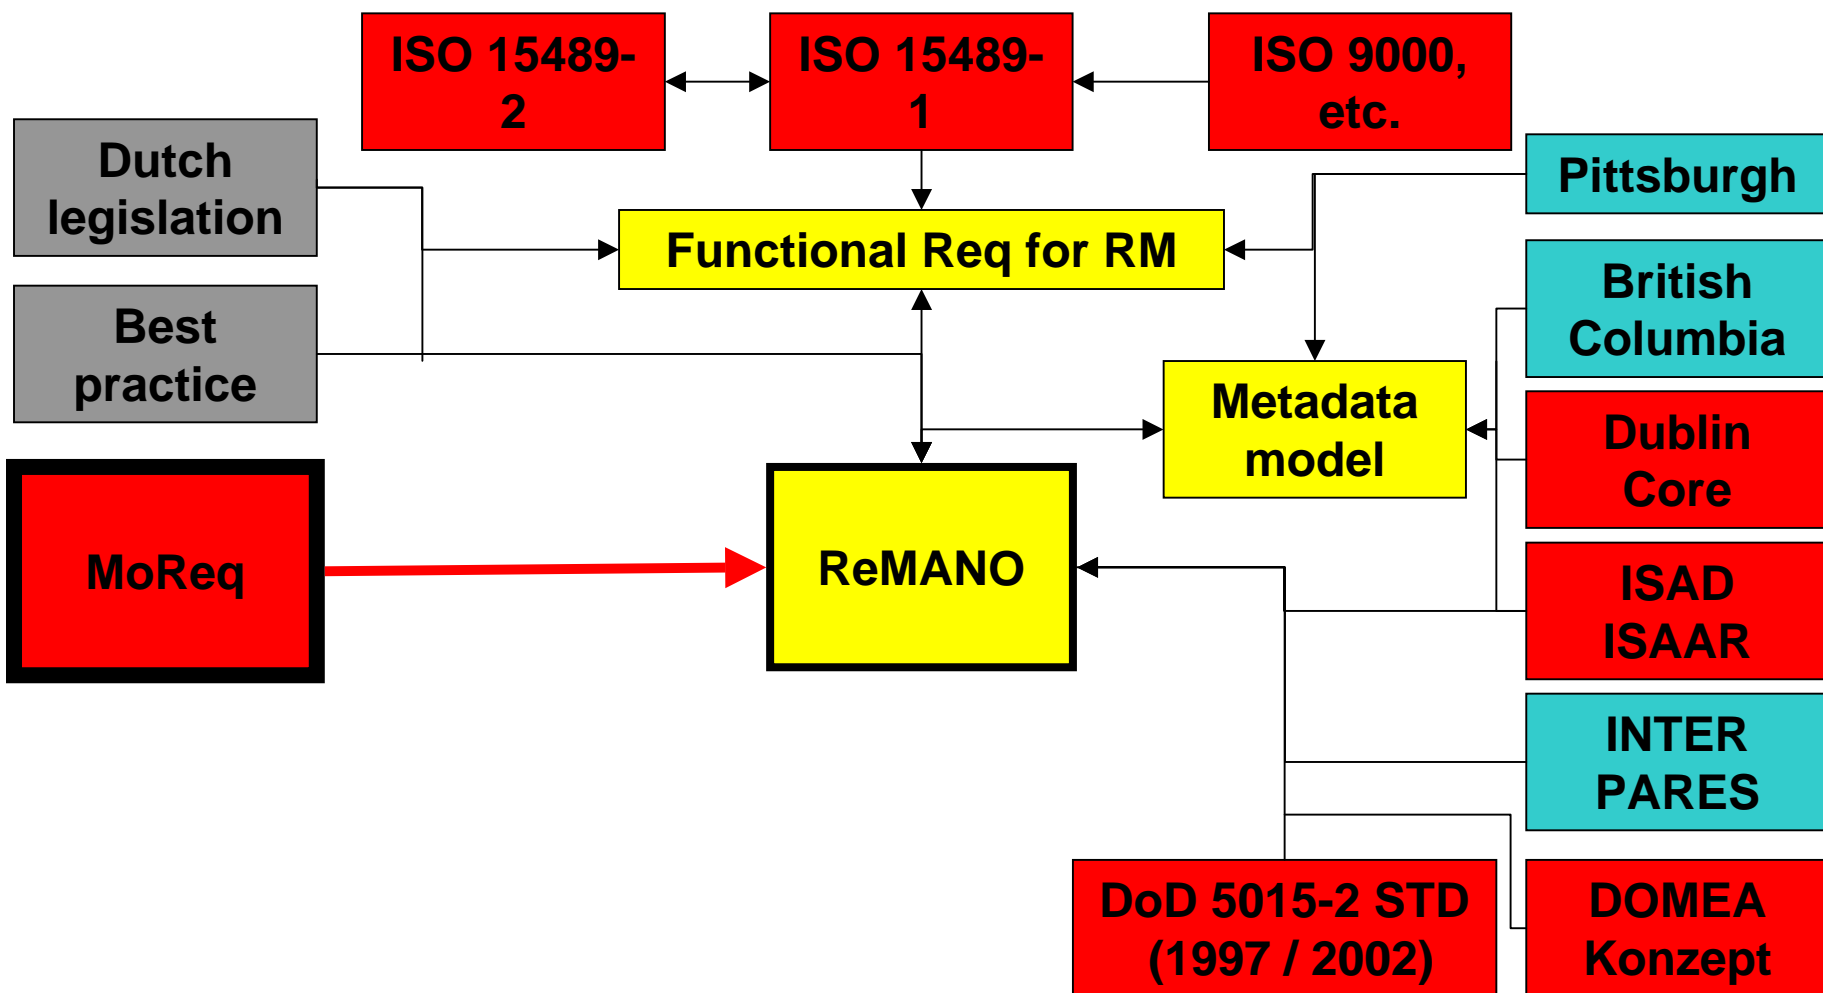 ISO 15489-
2
ISO 15489-
1
ISO 9000,
etc.
Dutch
legislation
Pittsburgh
Functional Req for RM
British
Columbia
Best
practice
Metadata
model
Dublin
Core
MoReq
ReMANO
ISAD
ISAAR
INTER
PARES
DoD 5015-2 STD
(1997 / 2002)
DOMEA
Konzept